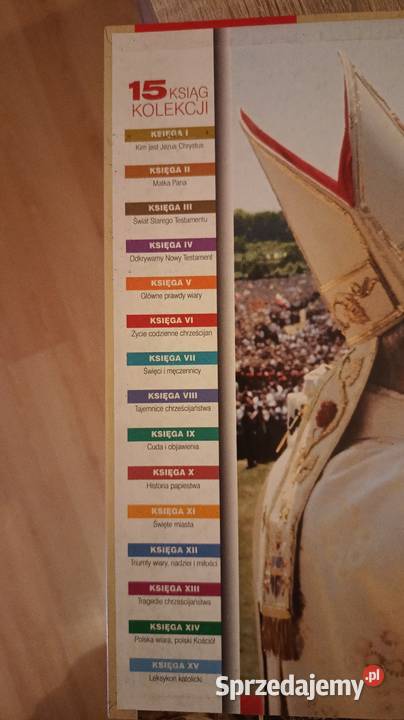 15 KSIĄG
KOLEKCJI
KSIĘGA I
Kim jest Jezus Chrystus
KSIĘGA II
Matka Pana
KSIĘGA III
Świat Starego Testamentu
KSIĘGA IV
Odkrywamy Nowy Testament
KSIĘGA V
Główne prawdy wiary
KSIĘGA VI
Życie codzienne chrześcijan
KSIĘGA VII
Święci i męczennicy
KSIĘGA VIII
Tajemnice chrześcijaństwa
KSIĘGA IX
Cuda i objawienia
KSIĘGA X
Historia papiestwa
KSIĘGA XI
Święte miasta
KSIĘGA XII
Triumfy wiary, nadziei i miłości
KSIĘGA XIII
Tragedie chrześcijaństwa
KSIĘGA XIV
Polska wiara, polski Kościół
KSIĘGA XV
Leksykon katolicki
Sprzedajemy.pl